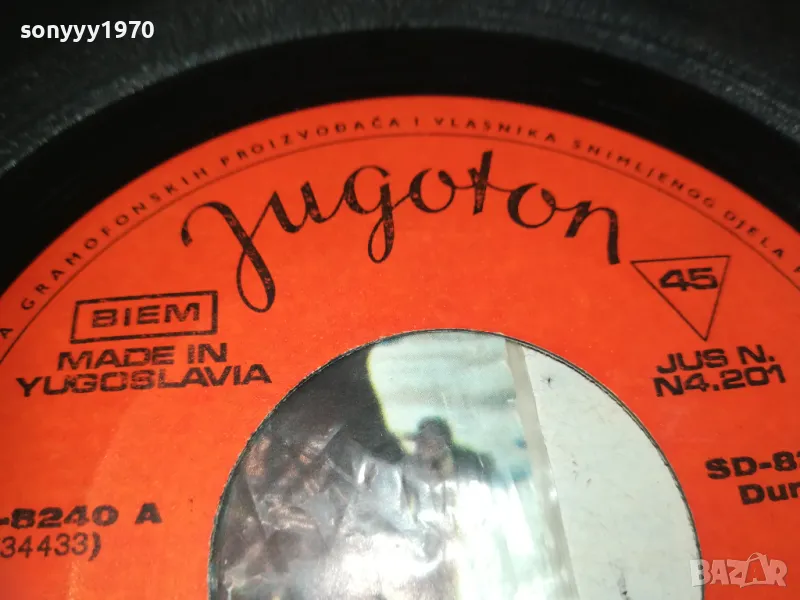 sonyyy1970
A GRAMOFONSKIH PROIZVOĐAČA I VLASNIKA SNIMLJENOG DJELA
Jugoton
45
BIEM
MADE IN
YUGOSLAVIA
JUS N.
N4.201
-8240 A
34433)
SD-82
Dur
BAZAR